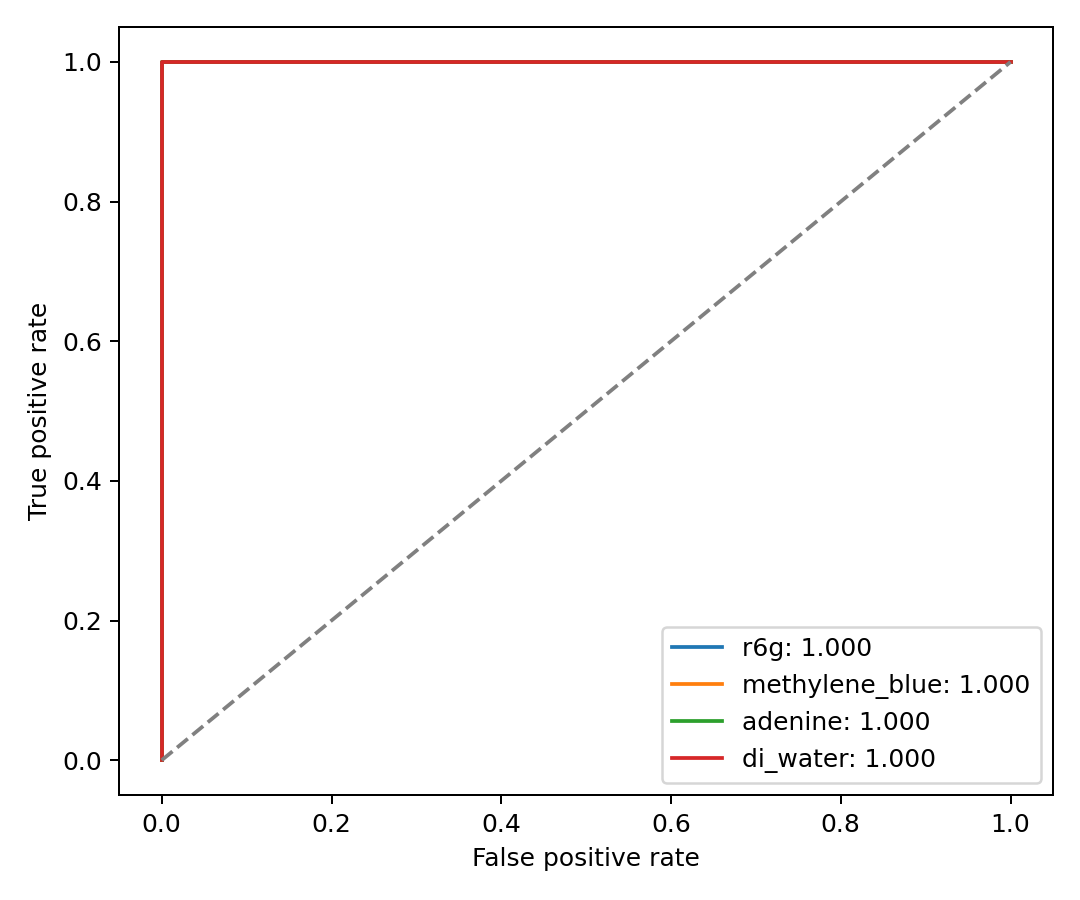 1.0
0.8
0.6
0.4
0.2
0.0
True positive rate
r6g: 1.000
methylene_blue: 1.000
adenine: 1.000
di_water: 1.000
0.0 0.2 0.4 0.6 0.8 1.0
False positive rate